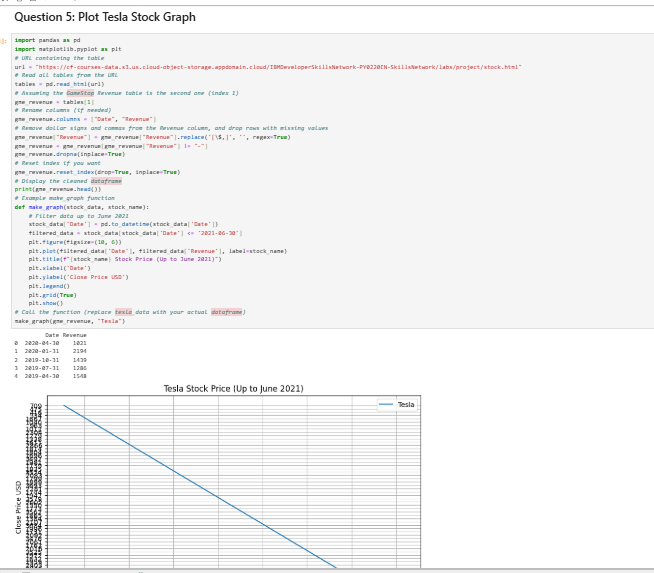 Question 5: Plot Tesla Stock Graph
import pandas as pd
import matplotlib.pyplot as plt
# URL containing the table
url = "https://cf-courses-data.s3.us.cloud-object-storage.appdomain.cloud/IBMDeveloperSkillsNetwork-PY0220EN-SkillsNetwork/labs/project/stock.html"
# Read all tables from the URL
tables = pd.read_html(url)
# Assuming the GameStop Revenue table is the second one (index 1)
gme_revenue = tables[1]
# Rename columns (if needed)
gme_revenue.columns = ["Date", "Revenue"]
# Remove dollar signs and commas from the Revenue column, and drop rows with missing values
gme_revenue["Revenue"] = gme_revenue["Revenue"].replace('[\$,]', '', regex=True)
gme_revenue = gme_revenue[gme_revenue["Revenue"] != "-"]
gme_revenue.dropna(inplace=True)
# Reset index if you want
gme_revenue.reset_index(drop=True, inplace=True)
# Display the cleaned dataframe
print(gme_revenue.head())
# Example make_graph function
def make_graph(stock_data, stock_name):
# Filter data up to June 2021
stock_data['Date'] = pd.to_datetime(stock_data['Date'])
filtered_data = stock_data[stock_data['Date'] <= '2021-06-30']
plt.figure(figsize=(10, 6))
plt.plot(filtered_data['Date'], filtered_data['Revenue'], label=stock_name)
plt.title(f"{stock_name} Stock Price (Up to June 2021)")
plt.xlabel('Date')
plt.ylabel('Close Price USD')
plt.legend()
plt.grid(True)
plt.show()
# Call the function (replace tesla_data with your actual dataframe)
make_graph(gme_revenue, "Tesla")
Date Revenue
0 2020-04-30 1021
1 2020-01-31 2194
2 2019-10-31 1439
3 2019-07-31 1286
4 2019-04-30 1548
Tesla Stock Price (Up to June 2021)
Tesla
709
Close Price USD